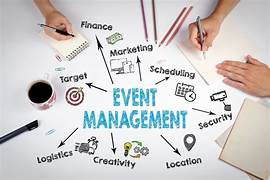 Finance
Marketing
Scheduling
Target
EVENT
MANAGEMENT
Security
Logistics
Creativity
Location